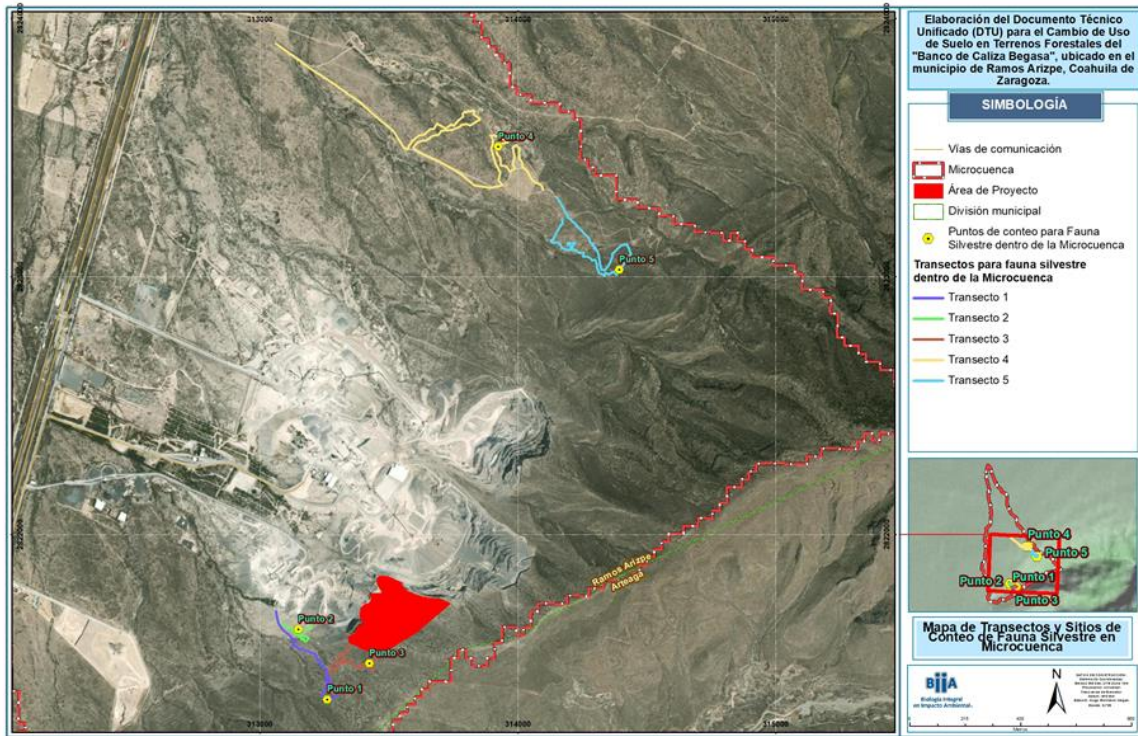 Elaboración del Documento Técnico
Unificado (DTU) para el Cambio de Uso
de Suelo en Terrenos Forestales del
"Banco de Caliza Begasa", ubicado en el
municipio de Ramos Arizpe, Coahuila de
Zaragoza.
SIMBOLOGÍA
Vías de comunicación
Microcuenca
Área de Proyecto
División municipal
Puntos de conteo para Fauna
Silvestre dentro de la Microcuenca
Transectos para fauna silvestre
dentro de la Microcuenca
Transecto 1
Transecto 2
Transecto 3
Transecto 4
Transecto 5
313000
314000
315000
Punto 4
Punto 5
Ramos Arizpe
Arteaga
Punto 2
Punto 3
Punto 1
313000
314000
315000
Punto 4
Punto 5
Punto 2
Punto 1
Punto 3
Mapa de Transectos y Sitios de
Conteo de Fauna Silvestre en
Microcuenca
BIIA
Biología Integral
en Impacto Ambiental.
N
0